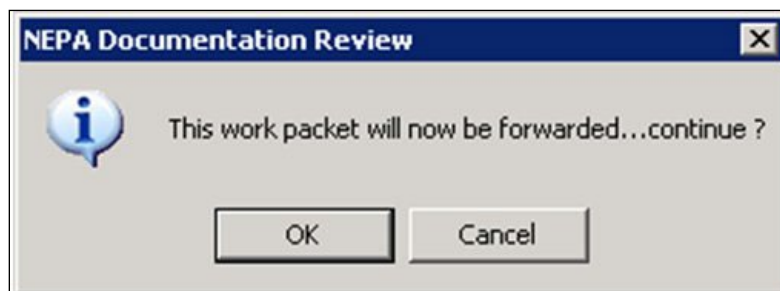 NEPA Documentation Review
This work packet will now be forwarded...continue ?
OK
Cancel